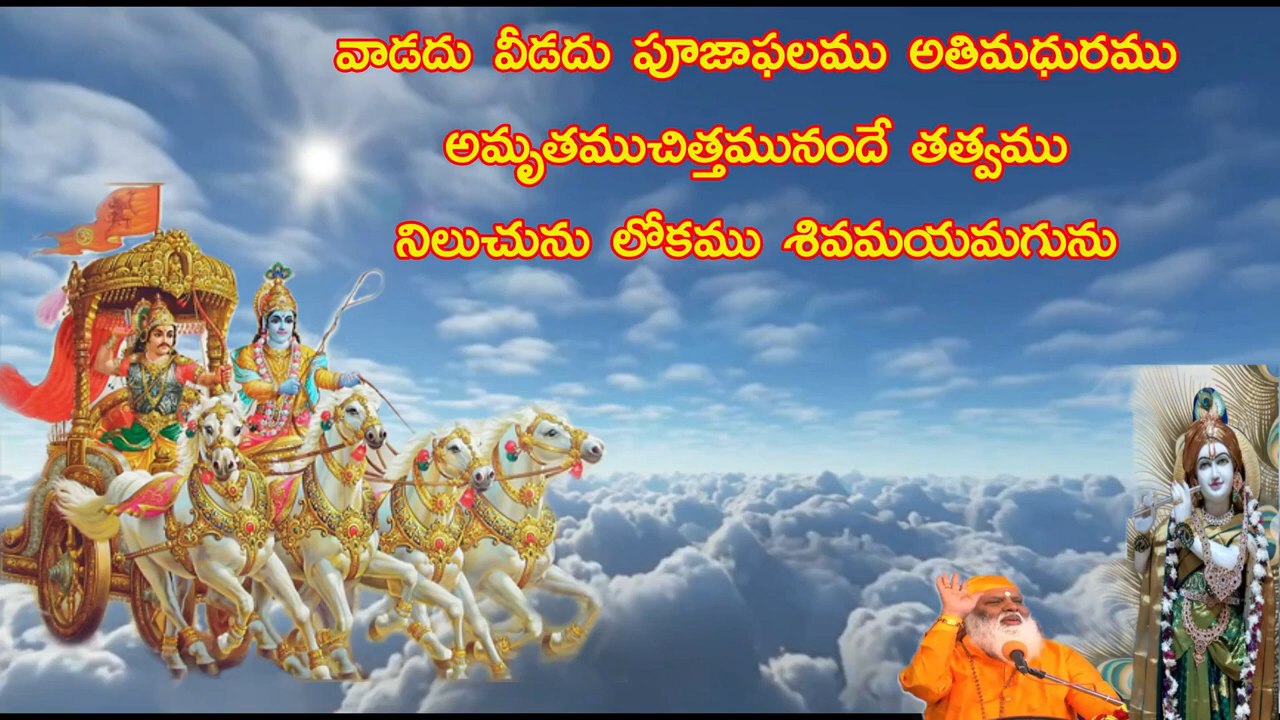 వాడదు వీడదు పూజాఫలము అతిమధురము
అమృతముచిత్తమునందే తత్వము
నిలుచును లోకము శివమయమగును